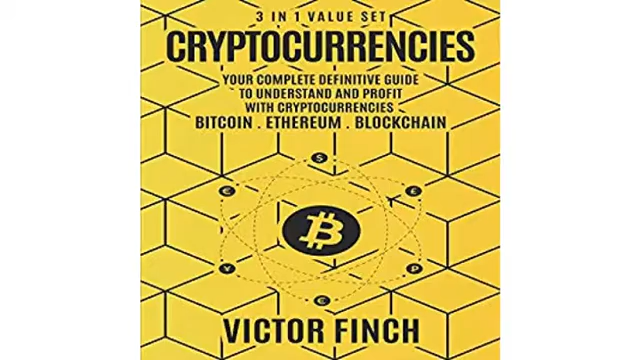 3 IN 1 VALUE SET
CRYPTOCURRENCIES
YOUR COMPLETE DEFINITIVE GUIDE
TO UNDERSTAND AND PROFIT
WITH CRYPTOCURRENCIES
BITCOIN . ETHEREUM . BLOCKCHAIN
VICTOR FINCH